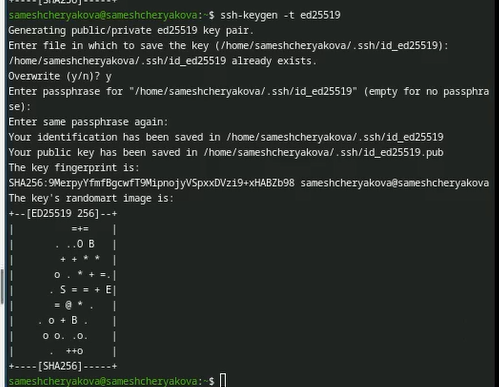 +----[SHA256]-----+
sameshcheryakova@sameshcheryakova:~$ ssh-keygen -t ed25519
Generating public/private ed25519 key pair.
Enter file in which to save the key (/home/sameshcheryakova/.ssh/id_ed25519):
/home/sameshcheryakova/.ssh/id_ed25519 already exists.
Overwrite (y/n)? y
Enter passphrase for "/home/sameshcheryakova/.ssh/id_ed25519" (empty for no passphra
se):
Enter same passphrase again:
Your identification has been saved in /home/sameshcheryakova/.ssh/id_ed25519
Your public key has been saved in /home/sameshcheryakova/.ssh/id_ed25519.pub
The key fingerprint is:
SHA256:9MerpyYfmfBgcwfT9MipnojyVSpxxDVzi9+xHABZb98 sameshcheryakova@sameshcheryakova
The key's randomart image is:
+--[ED25519 256]--+
|          =+=    |
|       . ..O B   |
|        + + * *  |
|       o . * + =.|
|      . S = = + E|
|       = @ * .   |
|    . o + B .    |
|     o o. .o.    |
|      .  ++o     |
+----[SHA256]-----+
sameshcheryakova@sameshcheryakova:~$